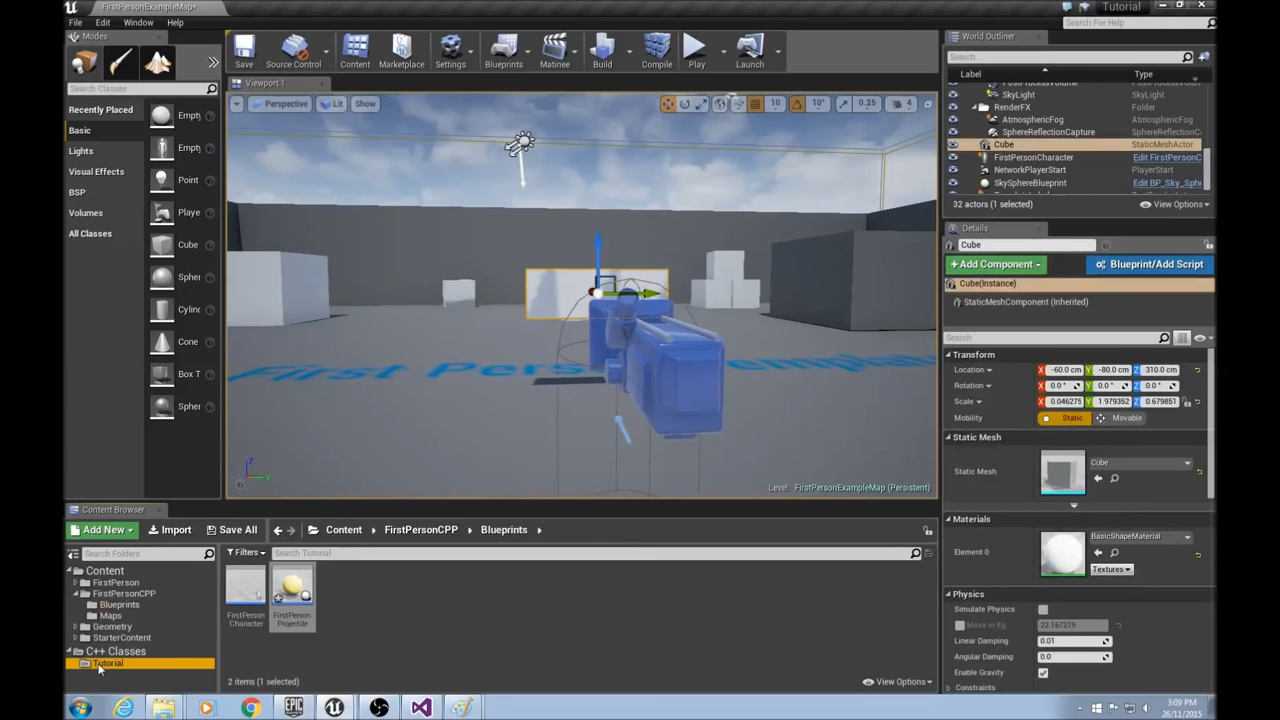 FirstPersonExampleMap*
Tutorial
File Edit Window Help
Search For Help
Modes
Search Classes
Recently Placed
Basic
Lights
Visual Effects
BSP
Volumes
All Classes
Empty
Empty
Point
Playe
Cube
Spher
Cylinc
Cone
Box T
Spher
Save
Source Control
Content
Marketplace
Settings
Blueprints
Matinee
Build
Compile
Play
Launch
Viewport 1
Perspective Lit Show
10 10° 0.25 4
Level: FirstPersonExampleMap (Persistent)
World Outliner
Search...
Label Type
SkyLight SkyLight
RenderFX Folder
AtmosphericFog AtmosphericFog
SphereReflectionCapture SphereReflectionCa
Cube StaticMeshActor
FirstPersonCharacter Edit FirstPersonC
NetworkPlayerStart PlayerStart
SkySphereBlueprint Edit BP_Sky_Sphe
32 actors (1 selected) View Options
Details
Cube
+Add Component Blueprint/Add Script
Cube(Instance)
StaticMeshComponent (Inherited)
Search
Transform
Location X -60.0 cm Y -80.0 cm Z 310.0 cm
Rotation X 0.0 ° Y 0.0 ° Z 0.0 °
Scale X 0.046275 Y 1.979352 Z 0.679851
Mobility Static Movable
Static Mesh
Static Mesh Cube
Materials
Element 0 BasicShapeMaterial
Textures
Physics
Simulate Physics
Mass in Kg 22.167219
Linear Damping 0.01
Angular Damping 0.0
Enable Gravity
Constraints
Content Browser
Add New Import Save All Content FirstPersonCPP Blueprints
Search Folders
Filters Search Tutorial
Content
FirstPerson
FirstPersonCPP
Blueprints
Maps
Geometry
StarterContent
C++ Classes
Tutorial
FirstPerson
Character
FirstPerson
Projectile
2 items (1 selected) View Options
3:09 PM
26/11/2015